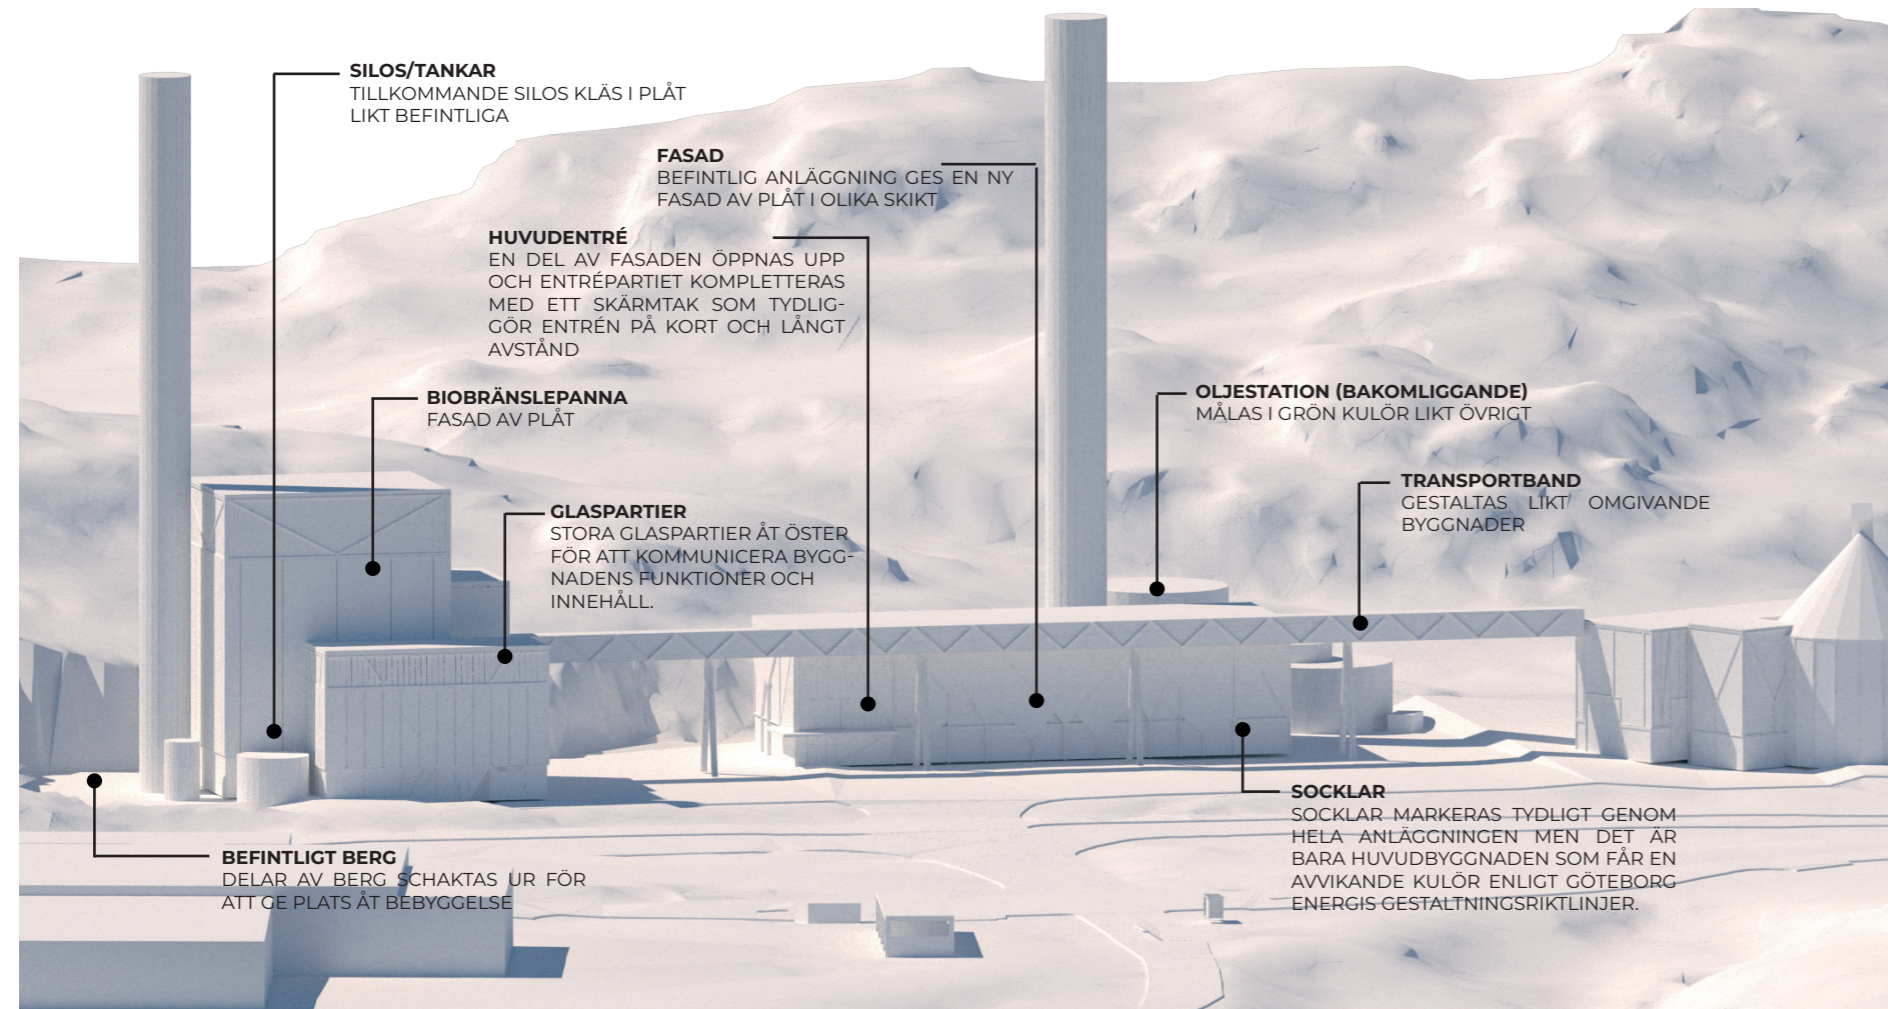 SILOS/TANKAR
TILLKOMMANDE SILOS KLÄS I PLÅT
LIKT BEFINTLIGA
FASAD
BEFINTLIG ANLÄGGNING GES EN NY
FASAD AV PLÅT I OLIKA SKIKT
HUVUDENTRÉ
EN DEL AV FASADEN ÖPPNAS UPP
OCH ENTRÉPARTIET KOMPLETTERAS
MED ETT SKÄRMTAK SOM TYDLIG-
GÖR ENTRÉN PÅ KORT OCH LÅNGT
AVSTÅND
BIOBRÄNSLEPANNA
FASAD AV PLÅT
OLJESTATION (BAKOMLIGGANDE)
MÅLAS I GRÖN KULÖR LIKT ÖVRIGT
TRANSPORTBAND
GESTALTAS LIKT OMGIVANDE
BYGGNADER
GLASPARTIER
STORA GLASPARTIER ÅT ÖSTER
FÖR ATT KOMMUNICERA BYGG-
NADENS FUNKTIONER OCH
INNEHÅLL.
SOCKLAR
SOCKLAR MARKERAS TYDLIGT GENOM
HELA ANLÄGGNINGEN MEN DET ÄR
BARA HUVUDBYGGNADEN SOM FÅR EN
AVVIKANDE KULÖR ENLIGT GÖTEBORG
ENERGIS GESTALTNINGSRIKTLINJER.
BEFINTLIGT BERG
DELAR AV BERG SCHAKTAS UR FÖR
ATT GE PLATS ÅT BEBYGGELSE